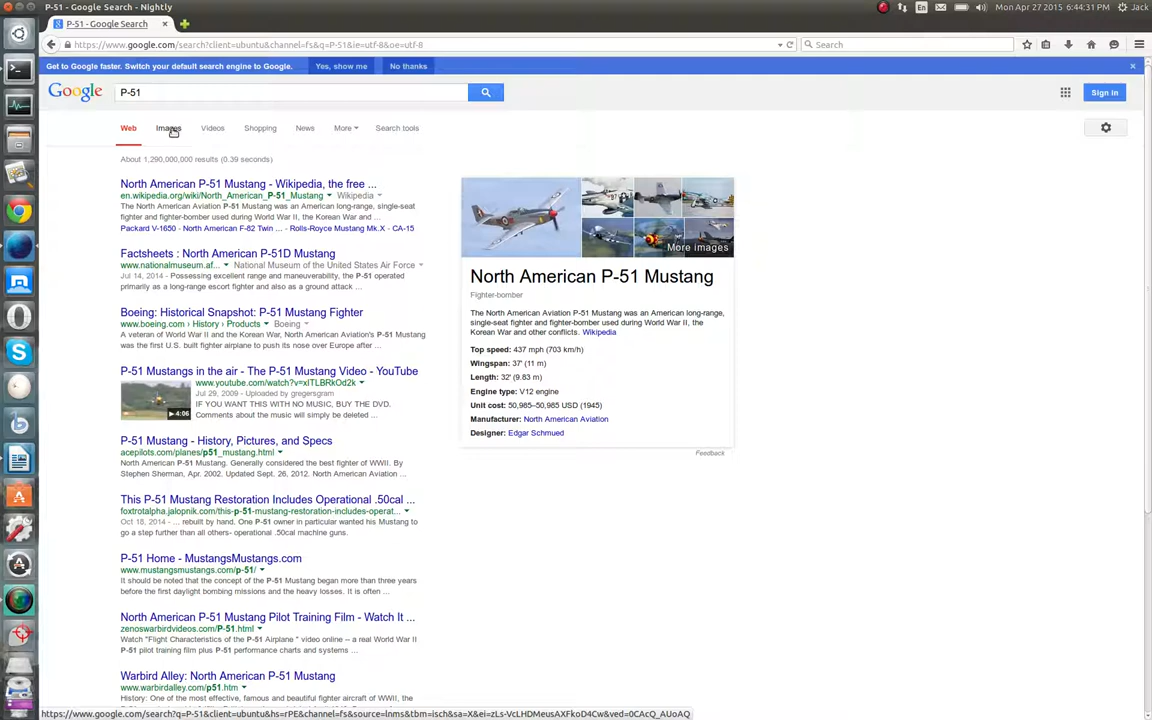 P-51 - Google Search - Nightly
En
Mon Apr 27 2015 6:44:31 PM
Jack
P-51 - Google Search
https://www.google.com/search?client=ubuntu&channel=fs&q=P-51&ie=utf-8&oe=utf-8
Search
Get to Google faster. Switch your default search engine to Google.
Yes, show me
No thanks
Google
P-51
Sign in
Web
Images
Videos
Shopping
News
More
Search tools
About 1,290,000,000 results (0.39 seconds)
North American P-51 Mustang - Wikipedia, the free ...
en.wikipedia.org/wiki/North_American_P-51_Mustang
Wikipedia
The North American Aviation P-51 Mustang was an American long-range, single-seat
fighter and fighter-bomber used during World War II, the Korean War and ...
Packard V-1650 - North American F-82 Twin ... - Rolls-Royce Mustang Mk.X - CA-15
Factsheets : North American P-51D Mustang
www.nationalmuseum.af...
National Museum of the United States Air Force
Jul 14, 2014 - Possessing excellent range and maneuverability, the P-51 operated
primarily as a long-range escort fighter and also as a ground attack ...
Boeing: Historical Snapshot: P-51 Mustang Fighter
www.boeing.com › History › Products
Boeing
A veteran of World War II and the Korean War, North American Aviation's P-51 Mustang
was the first U.S. built fighter airplane to push its nose over Europe after ...
P-51 Mustangs in the air - The P-51 Mustang Video - YouTube
4:06
www.youtube.com/watch?v=xITLBRkOd2k
Jul 29, 2009 - Uploaded by gregersgram
IF YOU WANT THIS WITH NO MUSIC, BUY THE DVD.
Comments about the music will simply be deleted ...
P-51 Mustang - History, Pictures, and Specs
acepilots.com/planes/p51_mustang.html
North American P-51 Mustang. Generally considered the best fighter of WWII. By
Stephen Sherman, Apr. 2002. Updated Sept. 26, 2012. North American Aviation ...
This P-51 Mustang Restoration Includes Operational .50cal ...
foxtrotalpha.jalopnik.com/this-p-51-mustang-restoration-includes-operat...
Oct 18, 2014 - ... rebuilt by hand. One P-51 owner in particular wanted his Mustang to
go a step further than all others- operational .50cal machine guns.
P-51 Home - MustangsMustangs.com
www.mustangsmustangs.com/p-51/
It should be noted that the concept of the P-51 Mustang began more than three years
before the first daylight bombing missions and the heavy losses. It is often ...
North American P-51 Mustang Pilot Training Film - Watch It ...
zenoswarbirdvideos.com/P-51.html
Watch "Flight Characteristics of the P-51 Airplane " video online – a real World War II
P-51 pilot training film plus P-51 performance charts and systems ...
Warbird Alley: North American P-51 Mustang
www.warbirdalley.com/p51.htm
History: One of the most effective, famous and beautiful fighter aircraft of WWII, the
More images
North American P-51 Mustang
Fighter-bomber
The North American Aviation P-51 Mustang was an American long-range,
single-seat fighter and fighter-bomber used during World War II, the
Korean War and other conflicts. Wikipedia
Top speed: 437 mph (703 km/h)
Wingspan: 37' (11 m)
Length: 32' (9.83 m)
Engine type: V12 engine
Unit cost: 50,985–50,985 USD (1945)
Manufacturer: North American Aviation
Designer: Edgar Schmued
Feedback